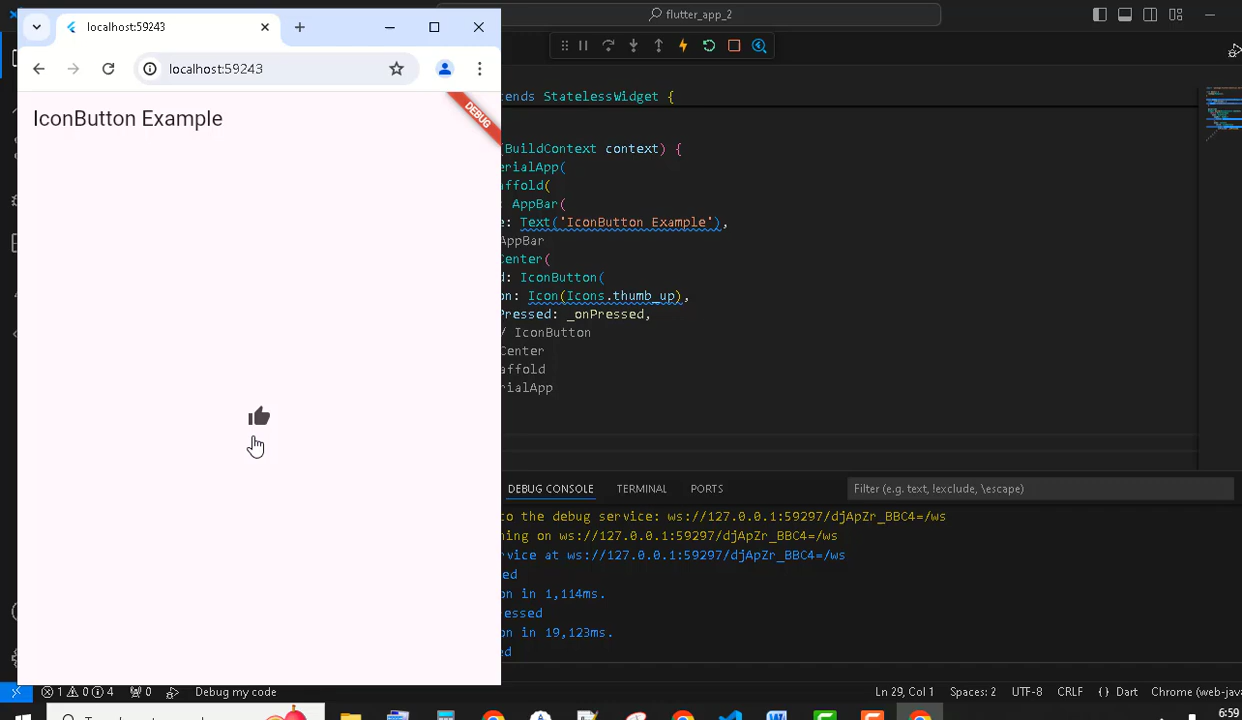 localhost:59243
flutter_app_2
localhost:59243
IconButton Example
DEBUG
ends StatelessWidget {
(BuildContext context) {
erialApp(
affold(
: AppBar(
e: Text('IconButton Example'),
AppBar
Center(
d: IconButton(
on: Icon(Icons.thumb_up),
Pressed: _onPressed,
/ IconButton
Center
affold
rialApp
DEBUG CONSOLE
TERMINAL
PORTS
Filter (e.g. text, !exclude, \escape)
to the debug service: ws://127.0.0.1:59297/djApZr_BBC4=/ws
ning on ws://127.0.0.1:59297/djApZr_BBC4=/ws
rvice at ws://127.0.0.1:59297/djApZr_BBC4=/ws
ed
on in 1,114ms.
essed
on in 19,123ms.
ed
1 0 4 0 Debug my code
Ln 29, Col 1 Spaces: 2 UTF-8 CRLF { } Dart Chrome (web-jav
6:59